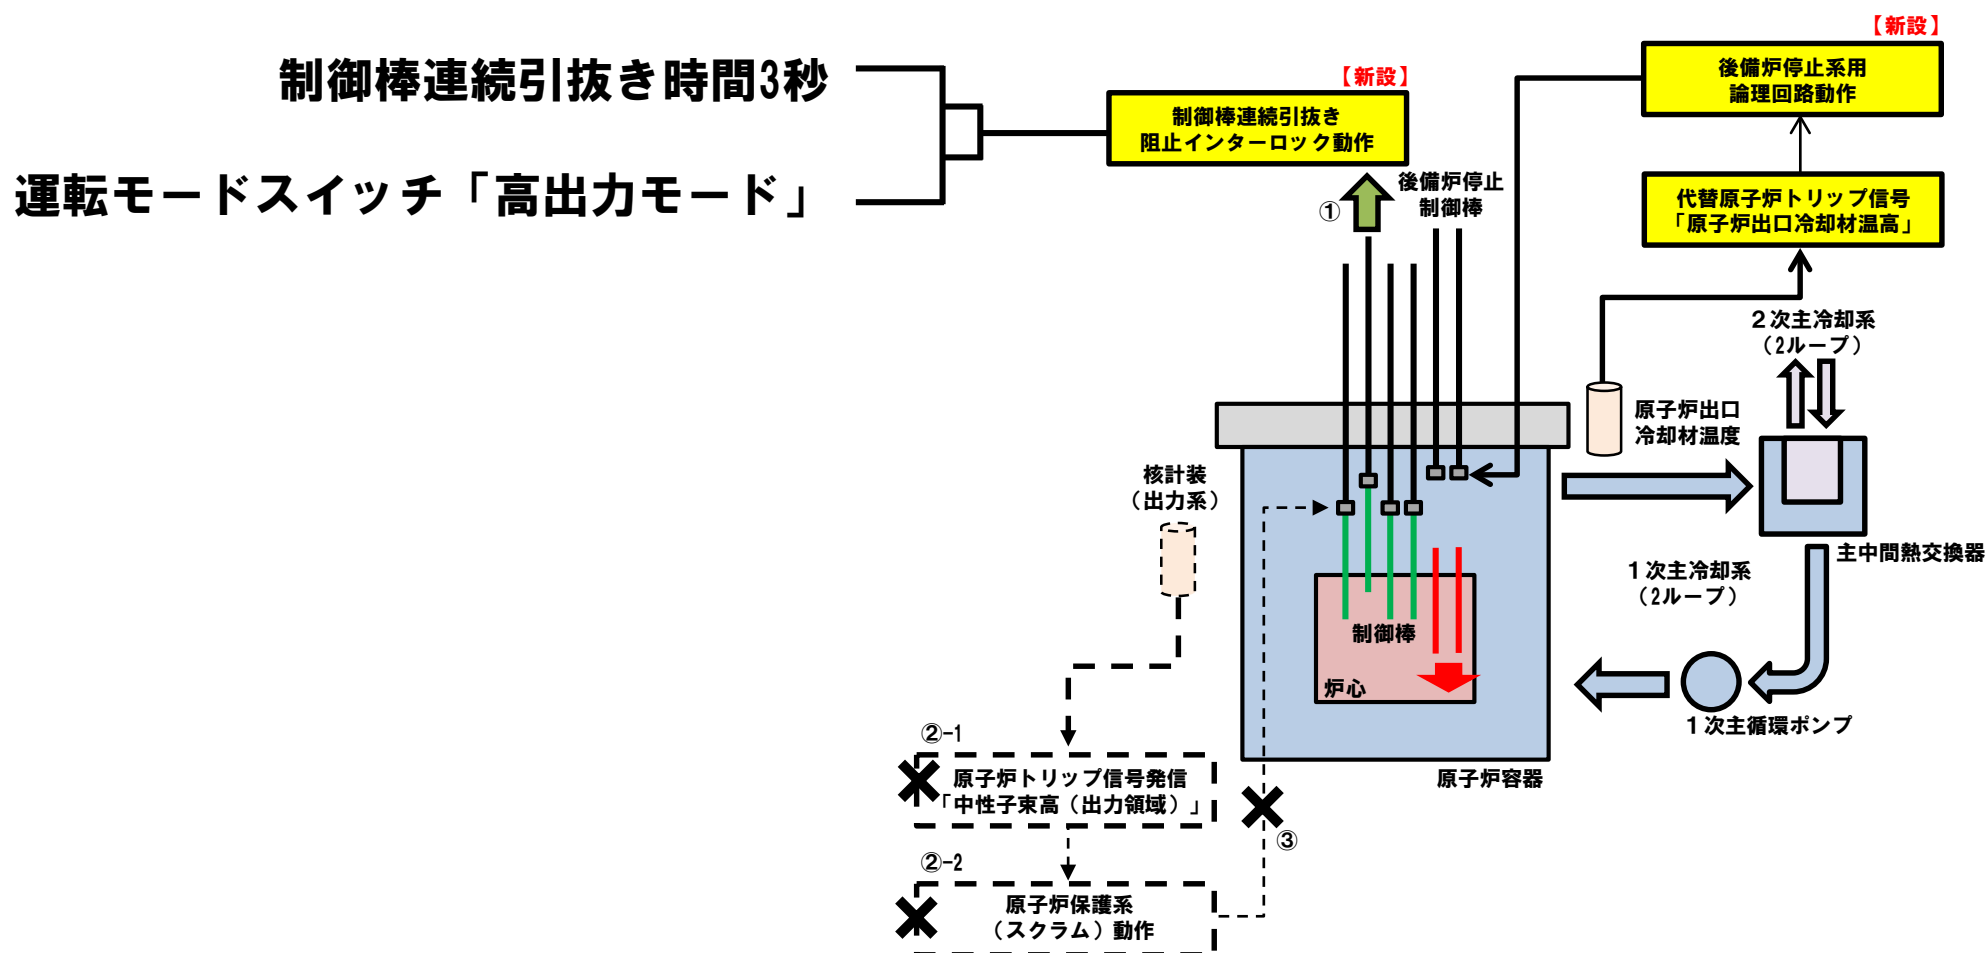 【新設】
後備炉停止系用
論理回路動作
制御棒連続引抜き時間3秒
【新設】
制御棒連続引抜き
阻止インターロック動作
運転モードスイッチ「高出力モード」
①
後備炉停止
制御棒
代替原子炉トリップ信号
「原子炉出口冷却材温高」
２次主冷却系
（2ループ）
原子炉出口
冷却材温度
核計装
（出力系）
主中間熱交換器
１次主冷却系
（2ループ）
制御棒
炉心
１次主循環ポンプ
原子炉容器
②-1
原子炉トリップ信号発信
「中性子束高（出力領域）」
③
②-2
原子炉保護系
（スクラム）動作